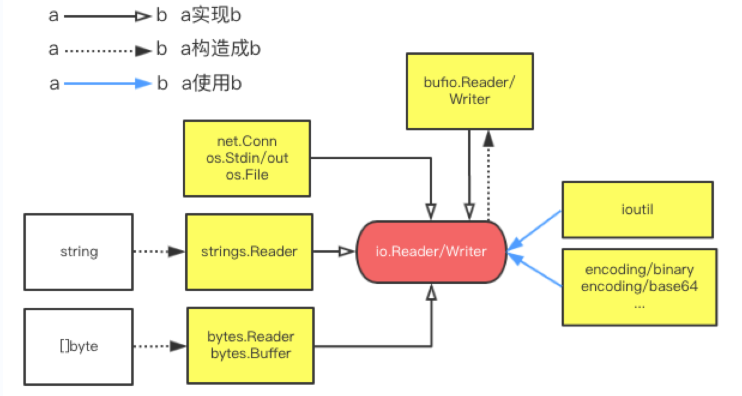 a b a实现b
a b a构造成b
a b a使用b
bufio.Reader/
Writer
net.Conn
os.Stdin/out
os.File
ioutil
string
strings.Reader
io.Reader/Writer
encoding/binary
encoding/base64
...
[]byte
bytes.Reader
bytes.Buffer